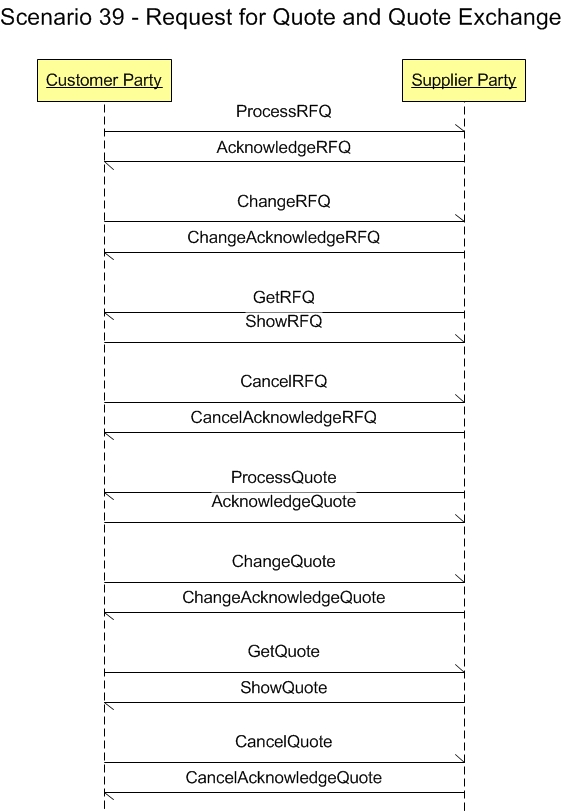 Scenario 39 - Request for Quote and Quote Exchange
Customer Party
Supplier Party
ProcessRFQ
AcknowledgeRFQ
ChangeRFQ
ChangeAcknowledgeRFQ
GetRFQ
ShowRFQ
CancelRFQ
CancelAcknowledgeRFQ
ProcessQuote
AcknowledgeQuote
ChangeQuote
ChangeAcknowledgeQuote
GetQuote
ShowQuote
CancelQuote
CancelAcknowledgeQuote